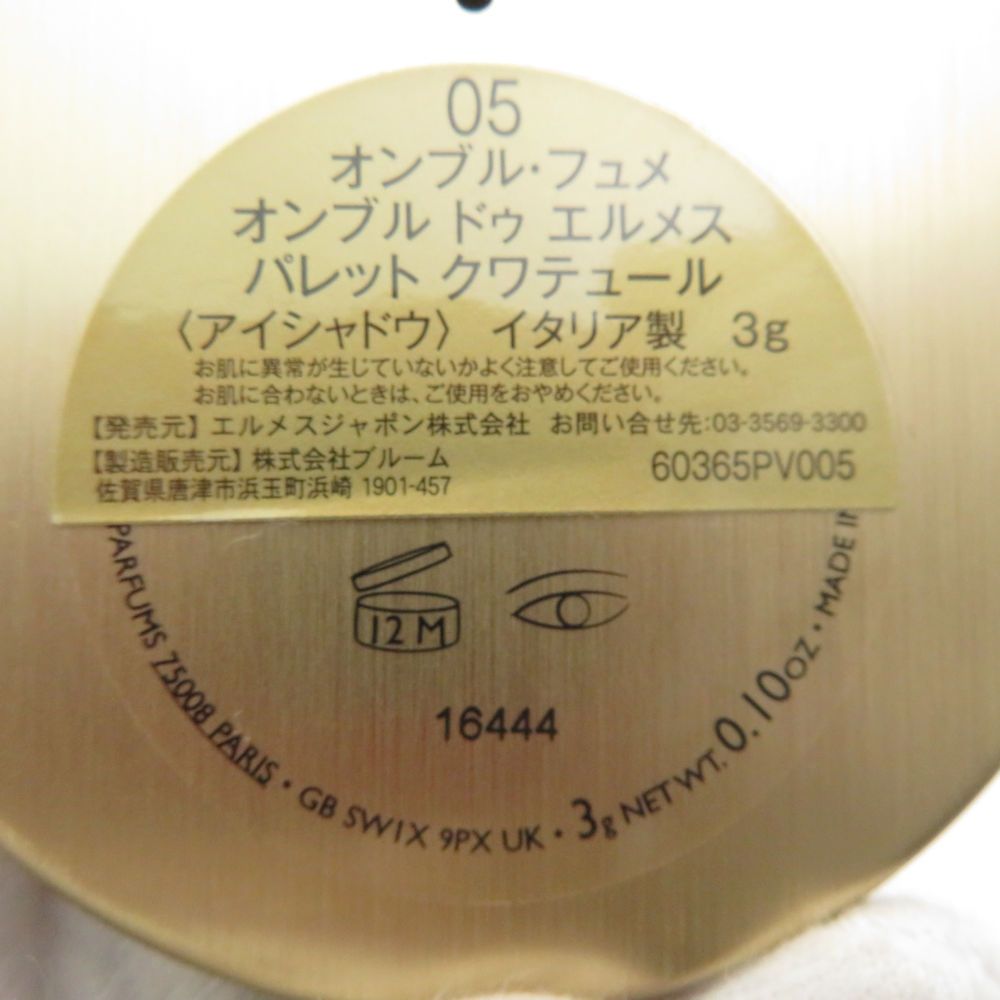 05
オンブル・フュメ
オンブル ドゥ エルメス
パレット クワテュール
〈アイシャドウ〉 イタリア製 3g
お肌に異常が生じていないかよく注意してご使用ください。
お肌に合わないときは、ご使用をおやめください。
【発売元】エルメスジャポン株式会社 お問い合せ先:03-3569-3300
【製造販売元】株式会社ブルーム 60365PV005
佐賀県唐津市浜玉町浜崎 1901-457
12 M
16444
PARFUMS 75008 PARIS • GB SW1X 9PX UK • 3g NET WT. 0.10 OZ • MADE IN